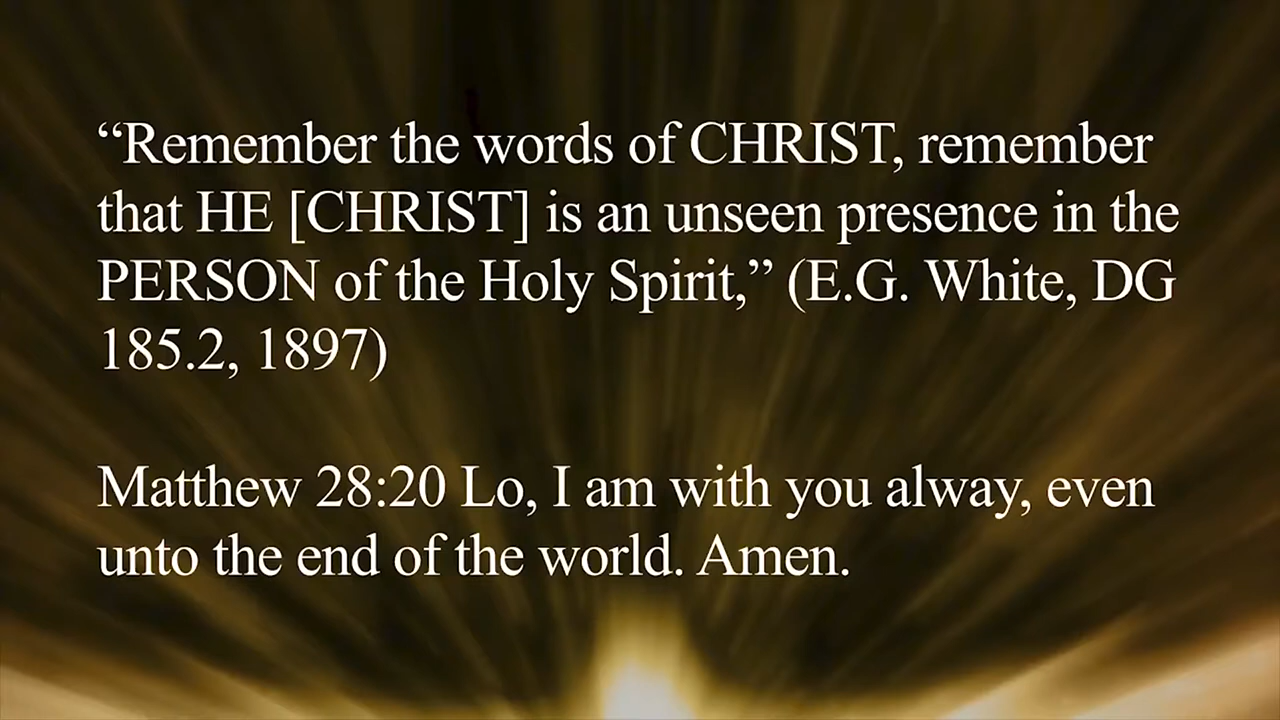 “Remember the words of CHRIST, remember
that HE [CHRIST] is an unseen presence in the
PERSON of the Holy Spirit,” (E.G. White, DG
185.2, 1897)
Matthew 28:20 Lo, I am with you alway, even
unto the end of the world. Amen.